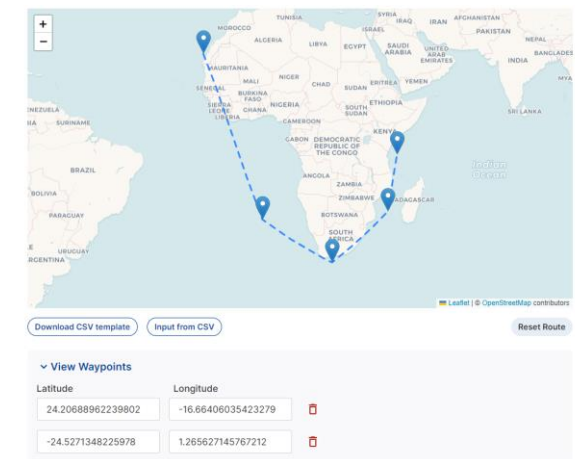 +
−
TUNISIA
SYRIA
MOROCCO
IRAQ
IRAN
AFGHANISTAN
ISRAEL
PAKISTAN
ALGERIA
LIBYA
EGYPT
SAUDI ARABIA
UNITED ARAB EMIRATES
NEPAL
BANGLADES
INDIA
MAURITANIA
MALI
NIGER
CHAD
SUDAN
ERITREA
YEMEN
MYA
SENEGAL
BURKINA FASO
SIERRA LEONE
GHANA
NIGERIA
LIBERIA
SOUTH SUDAN
ETHIOPIA
SRI LANKA
NEZUELA
SURINAME
CAMEROON
GABON
DEMOCRATIC REPUBLIC OF THE CONGO
KENYA
Indian Ocean
BRAZIL
ANGOLA
ZAMBIA
BOLIVIA
ZIMBABWE
MADAGASCAR
PARAGUAY
BOTSWANA
SOUTH AFRICA
URUGUAY
RGENTINA
Leaflet | © OpenStreetMap contributors
Download CSV template
Input from CSV
Reset Route
View Waypoints
Latitude Longitude
24.20688962239802 -16.66406035423279
-24.5271348225978 1.265627145767212